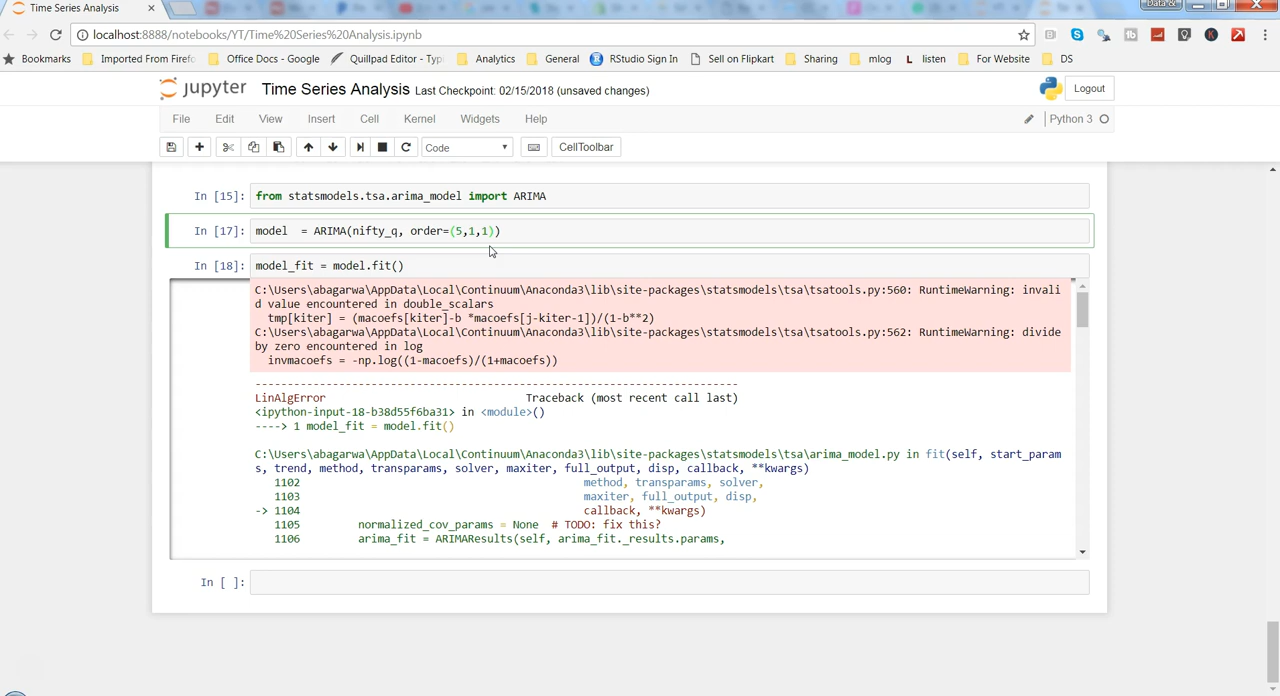 Time Series Analysis
Data &
localhost:8888/notebooks/YT/Time%20Series%20Analysis.ipynb
Bookmarks Imported From Firefo Office Docs - Google Quillpad Editor - Typi Analytics General RStudio Sign In Sell on Flipkart Sharing mlog L listen For Website DS
jupyter Time Series Analysis Last Checkpoint: 02/15/2018 (unsaved changes) Logout
File Edit View Insert Cell Kernel Widgets Help Python 3
Code CellToolbar
In [15]: from statsmodels.tsa.arima_model import ARIMA
In [17]: model  = ARIMA(nifty_q, order=(5,1,1))
In [18]: model_fit = model.fit()
C:\Users\abagarwa\AppData\Local\Continuum\Anaconda3\lib\site-packages\statsmodels\tsa\tsatools.py:560: RuntimeWarning: invali
d value encountered in double_scalars
tmp[kiter] = (macoefs[kiter]-b *macoefs[j-kiter-1])/(1-b**2)
C:\Users\abagarwa\AppData\Local\Continuum\Anaconda3\lib\site-packages\statsmodels\tsa\tsatools.py:562: RuntimeWarning: divide
by zero encountered in log
invmacoefs = -np.log((1-macoefs)/(1+macoefs))
---------------------------------------------------------------------------
LinAlgError Traceback (most recent call last)
<ipython-input-18-b38d55f6ba31> in <module>()
----> 1 model_fit = model.fit()
C:\Users\abagarwa\AppData\Local\Continuum\Anaconda3\lib\site-packages\statsmodels\tsa\arima_model.py in fit(self, start_param
s, trend, method, transparams, solver, maxiter, full_output, disp, callback, **kwargs)
1102 method, transparams, solver,
1103 maxiter, full_output, disp,
-> 1104 callback, **kwargs)
1105 normalized_cov_params = None  # TODO: fix this?
1106 arima_fit = ARIMAResults(self, arima_fit._results.params,
In [ ]: